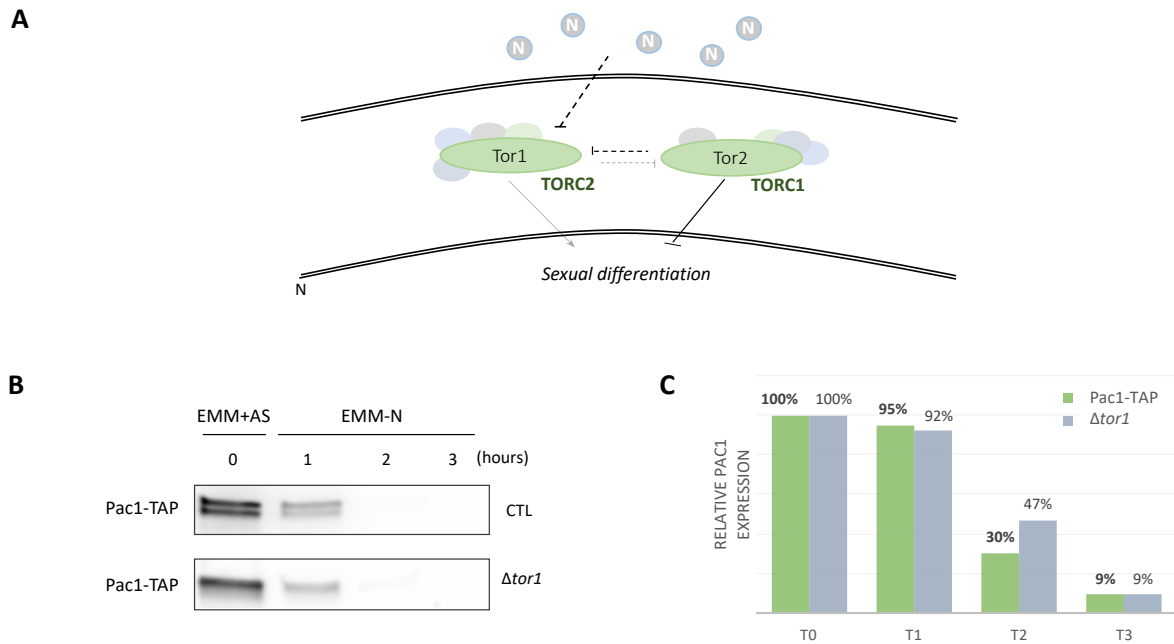 A
N N N N N
Tor1 Tor2
TORC2 TORC1
Sexual differentiation
N
B
EMM+AS EMM-N
0 1 2 3 (hours)
Pac1-TAP CTL
Pac1-TAP Δtor1
C
RELATIVE PAC1
EXPRESSION
Pac1-TAP
Δtor1
100% 100% 95% 92% 30% 47% 9% 9%
T0 T1 T2 T3